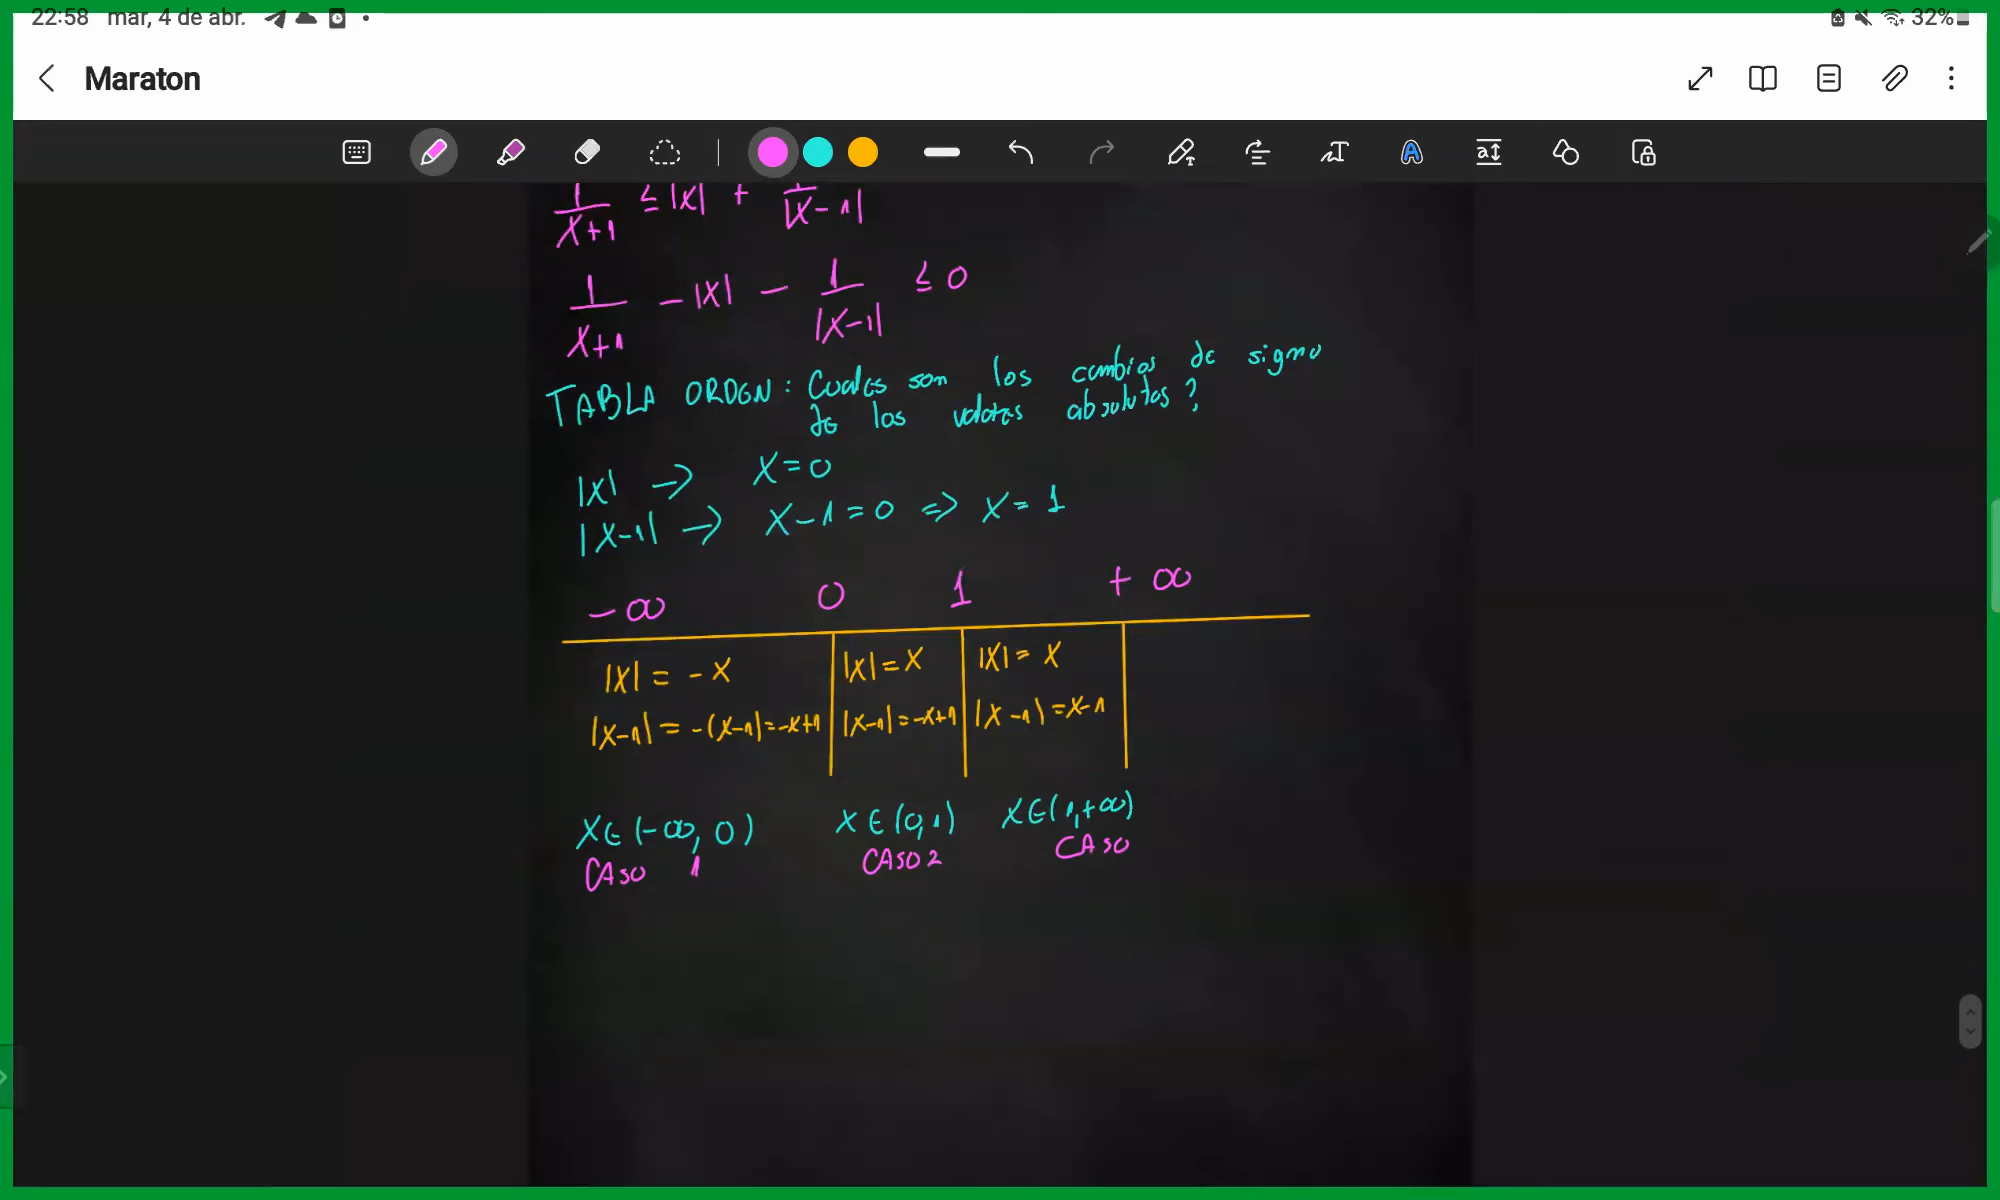 22:58 mar, 4 de abr. 32%
Maraton
1/(x+1) ≤ |x| + 1/|x-1|
1/(x+1) - |x| - 1/|x-1| ≤ 0
TABLA ORDEN: Cuales son los cambios de signo
de los valores absolutos?
|x| → x=0
|x-1| → x-1=0 ⇒ x=1
-∞ 0 1 +∞
|x| = -x |x|=x |x|=x
|x-1| = -(x-1)=-x+1 |x-1|=-x+1 |x-1|=x-1
x∈(-∞,0) x∈(0,1) x∈(1,+∞)
CASO 1 CASO 2 CASO